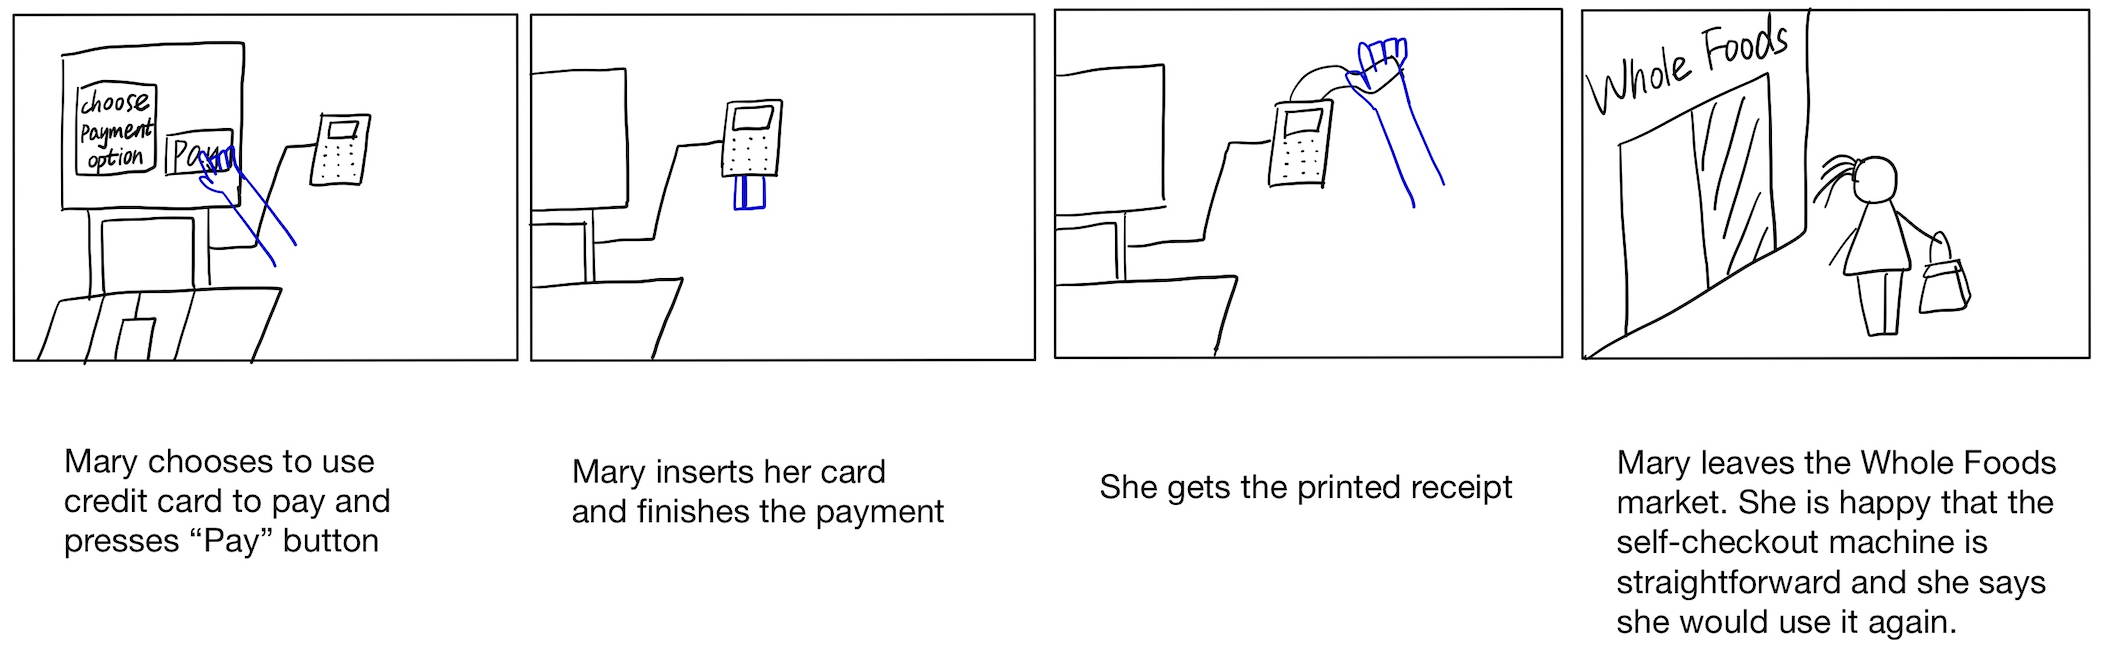 choose
payment
option
Pay
Whole Foods
Mary chooses to use
credit card to pay and
presses “Pay” button
Mary inserts her card
and finishes the payment
She gets the printed receipt
Mary leaves the Whole Foods
market. She is happy that the
self-checkout machine is
straightforward and she says
she would use it again.